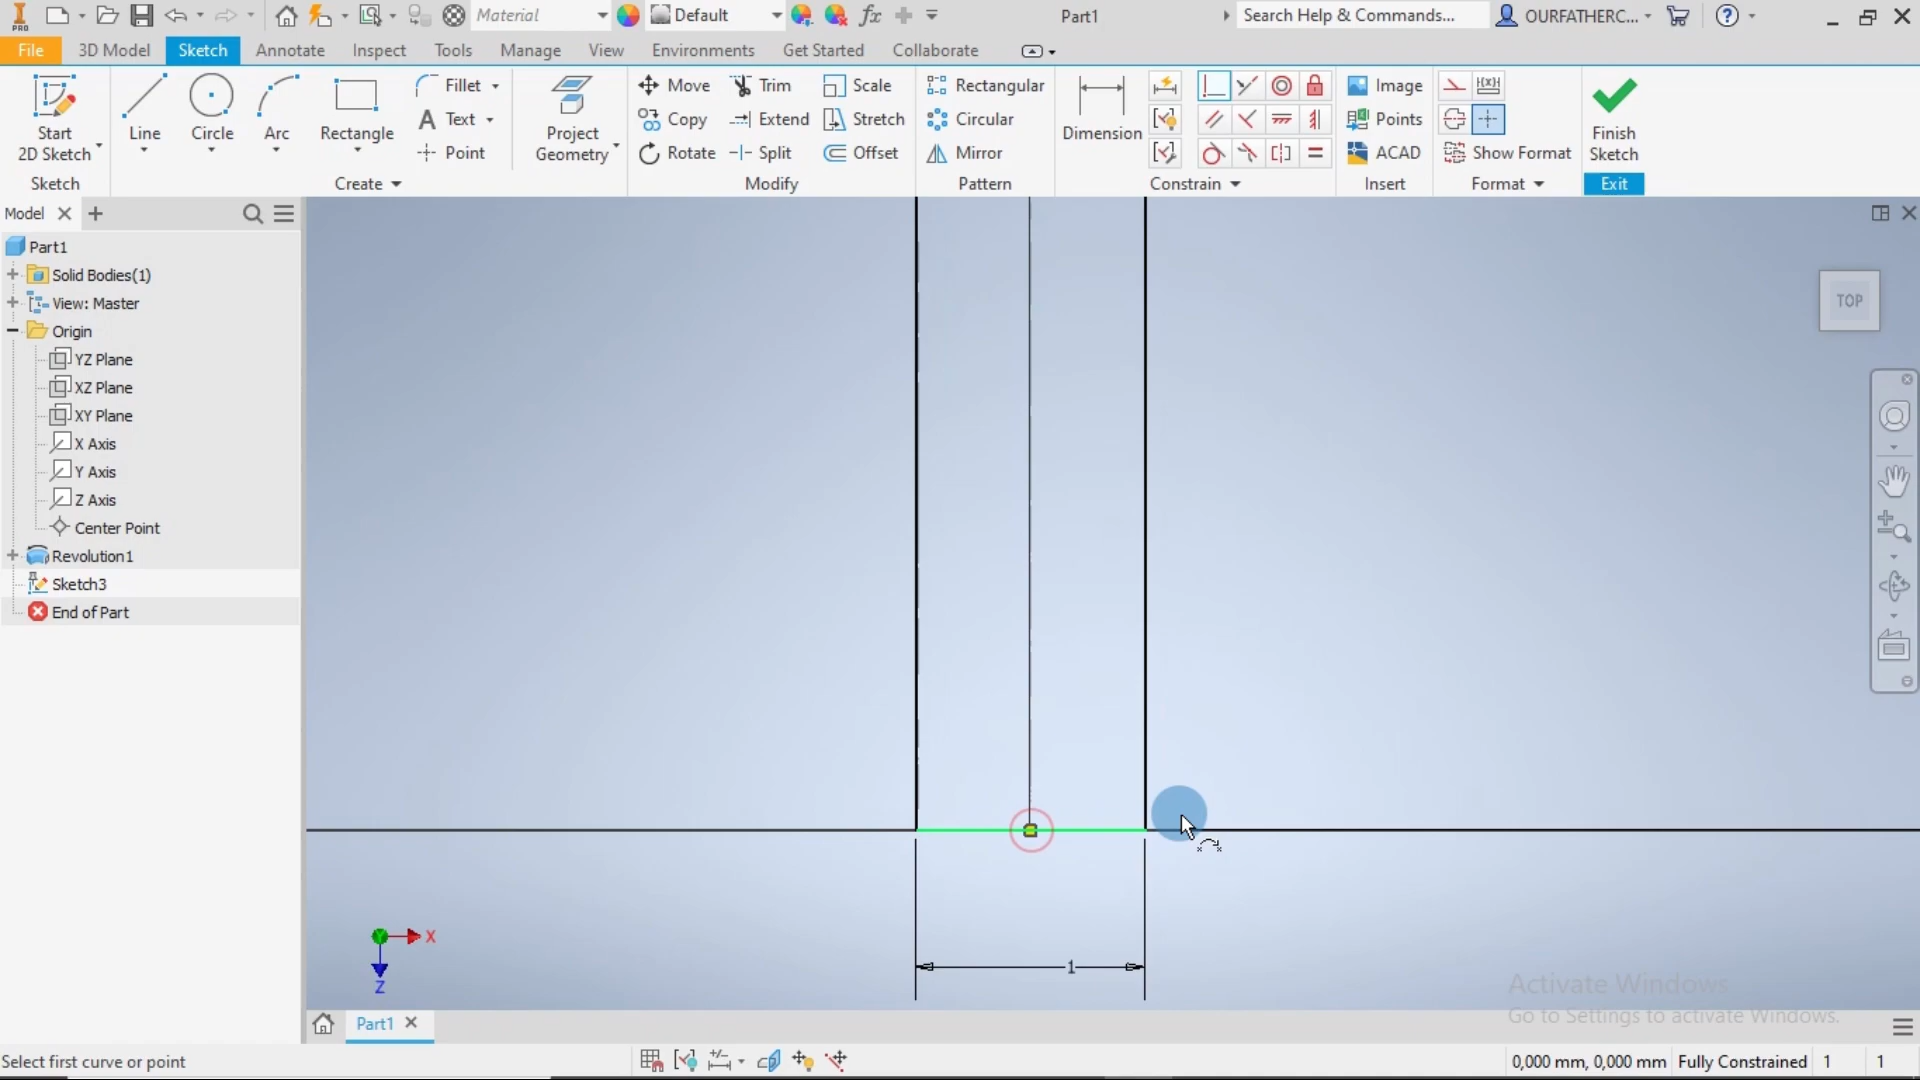 PRO
Material
Default
Part1
Search Help & Commands...
OURFATHERC...
File
3D Model
Sketch
Annotate
Inspect
Tools
Manage
View
Environments
Get Started
Collaborate
Start
2D Sketch
Line
Circle
Arc
Rectangle
Fillet
Text
Point
Project
Geometry
Move
Copy
Rotate
Trim
Extend
Split
Scale
Stretch
Offset
Rectangular
Circular
Mirror
Dimension
Image
Points
ACAD
Show Format
Finish
Sketch
Sketch
Create
Modify
Pattern
Constrain
Insert
Format
Exit
Model
Part1
Solid Bodies(1)
View: Master
Origin
YZ Plane
XZ Plane
XY Plane
X Axis
Y Axis
Z Axis
Center Point
Revolution1
Sketch3
End of Part
TOP
X
Z
1
Activate Windows
Go to Settings to activate Windows.
Part1
Select first curve or point
0,000 mm, 0,000 mm
Fully Constrained
1
1